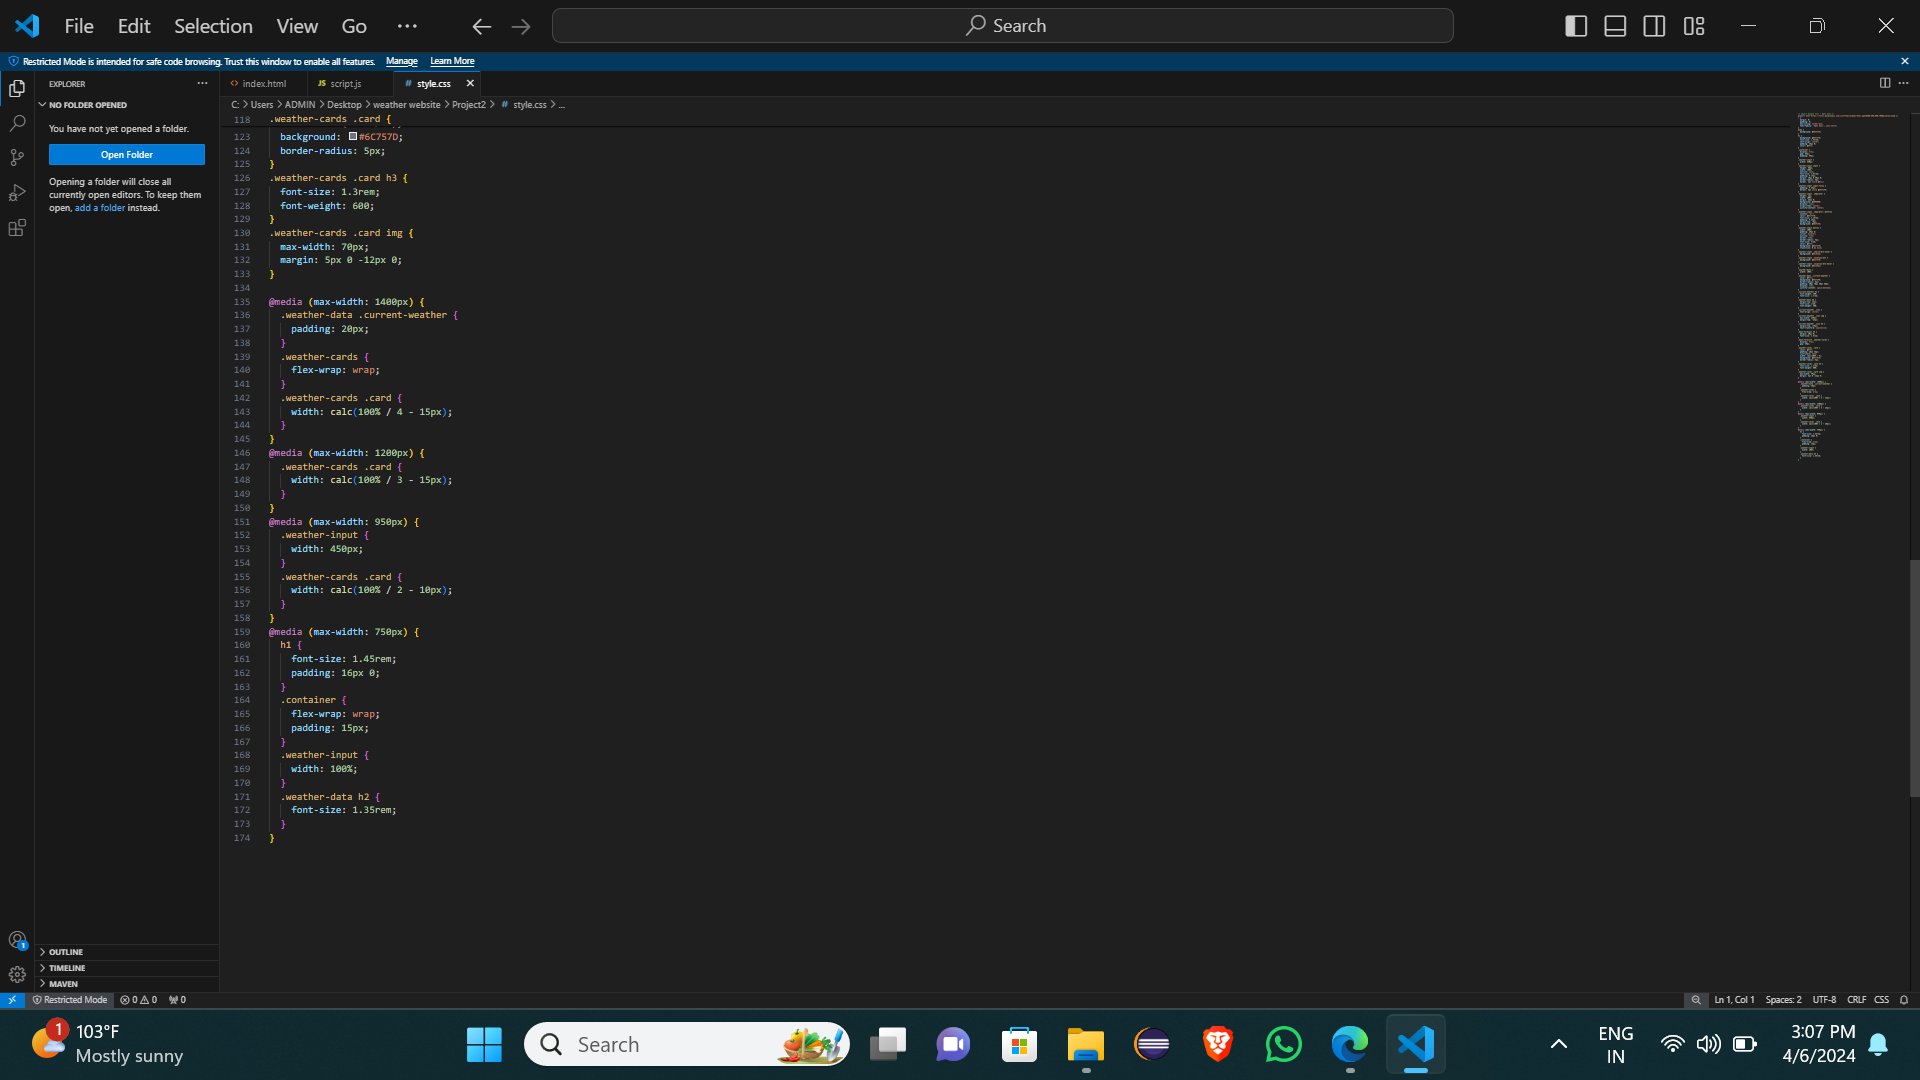 File Edit Selection View Go ···
Search
Restricted Mode is intended for safe code browsing. Trust this window to enable all features. Manage Learn More
EXPLORER
NO FOLDER OPENED
You have not yet opened a folder.
Open Folder
Opening a folder will close all
currently open editors. To keep them
open, add a folder instead.
OUTLINE
TIMELINE
MAVEN
<> index.html
JS script.js
# style.css
C: > Users > ADMIN > Desktop > weather website > Project2 > # style.css > ...
118 .weather-cards .card {
123 background: #6C757D;
124 border-radius: 5px;
125 }
126 .weather-cards .card h3 {
127 font-size: 1.3rem;
128 font-weight: 600;
129 }
130 .weather-cards .card img {
131 max-width: 70px;
132 margin: 5px 0 -12px 0;
133 }
134
135 @media (max-width: 1400px) {
136 .weather-data .current-weather {
137 padding: 20px;
138 }
139 .weather-cards {
140 flex-wrap: wrap;
141 }
142 .weather-cards .card {
143 width: calc(100% / 4 - 15px);
144 }
145 }
146 @media (max-width: 1200px) {
147 .weather-cards .card {
148 width: calc(100% / 3 - 15px);
149 }
150 }
151 @media (max-width: 950px) {
152 .weather-input {
153 width: 450px;
154 }
155 .weather-cards .card {
156 width: calc(100% / 2 - 10px);
157 }
158 }
159 @media (max-width: 750px) {
160 h1 {
161 font-size: 1.45rem;
162 padding: 16px 0;
163 }
164 .container {
165 flex-wrap: wrap;
166 padding: 15px;
167 }
168 .weather-input {
169 width: 100%;
170 }
171 .weather-data h2 {
172 font-size: 1.35rem;
173 }
174 }
1
Restricted Mode 0 0 0
Ln 1, Col 1 Spaces: 2 UTF-8 CRLF CSS
1
103°F
Mostly sunny
Search
ENG
IN
3:07 PM
4/6/2024